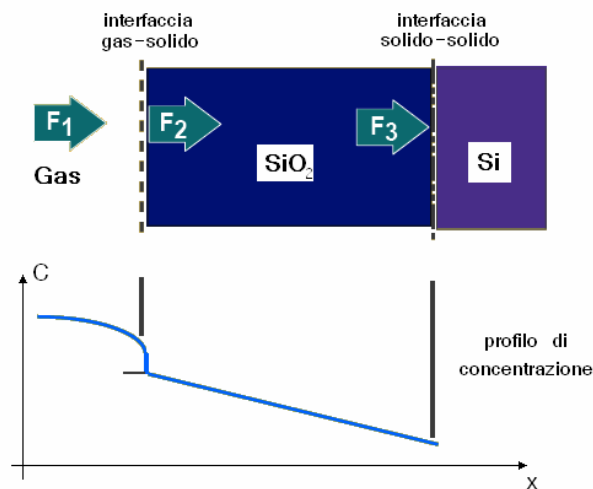 interfaccia
gas-solido
interfaccia
solido-solido
F1
F2
F3
Gas
SiO2
Si
C
profilo di
concentrazione
x